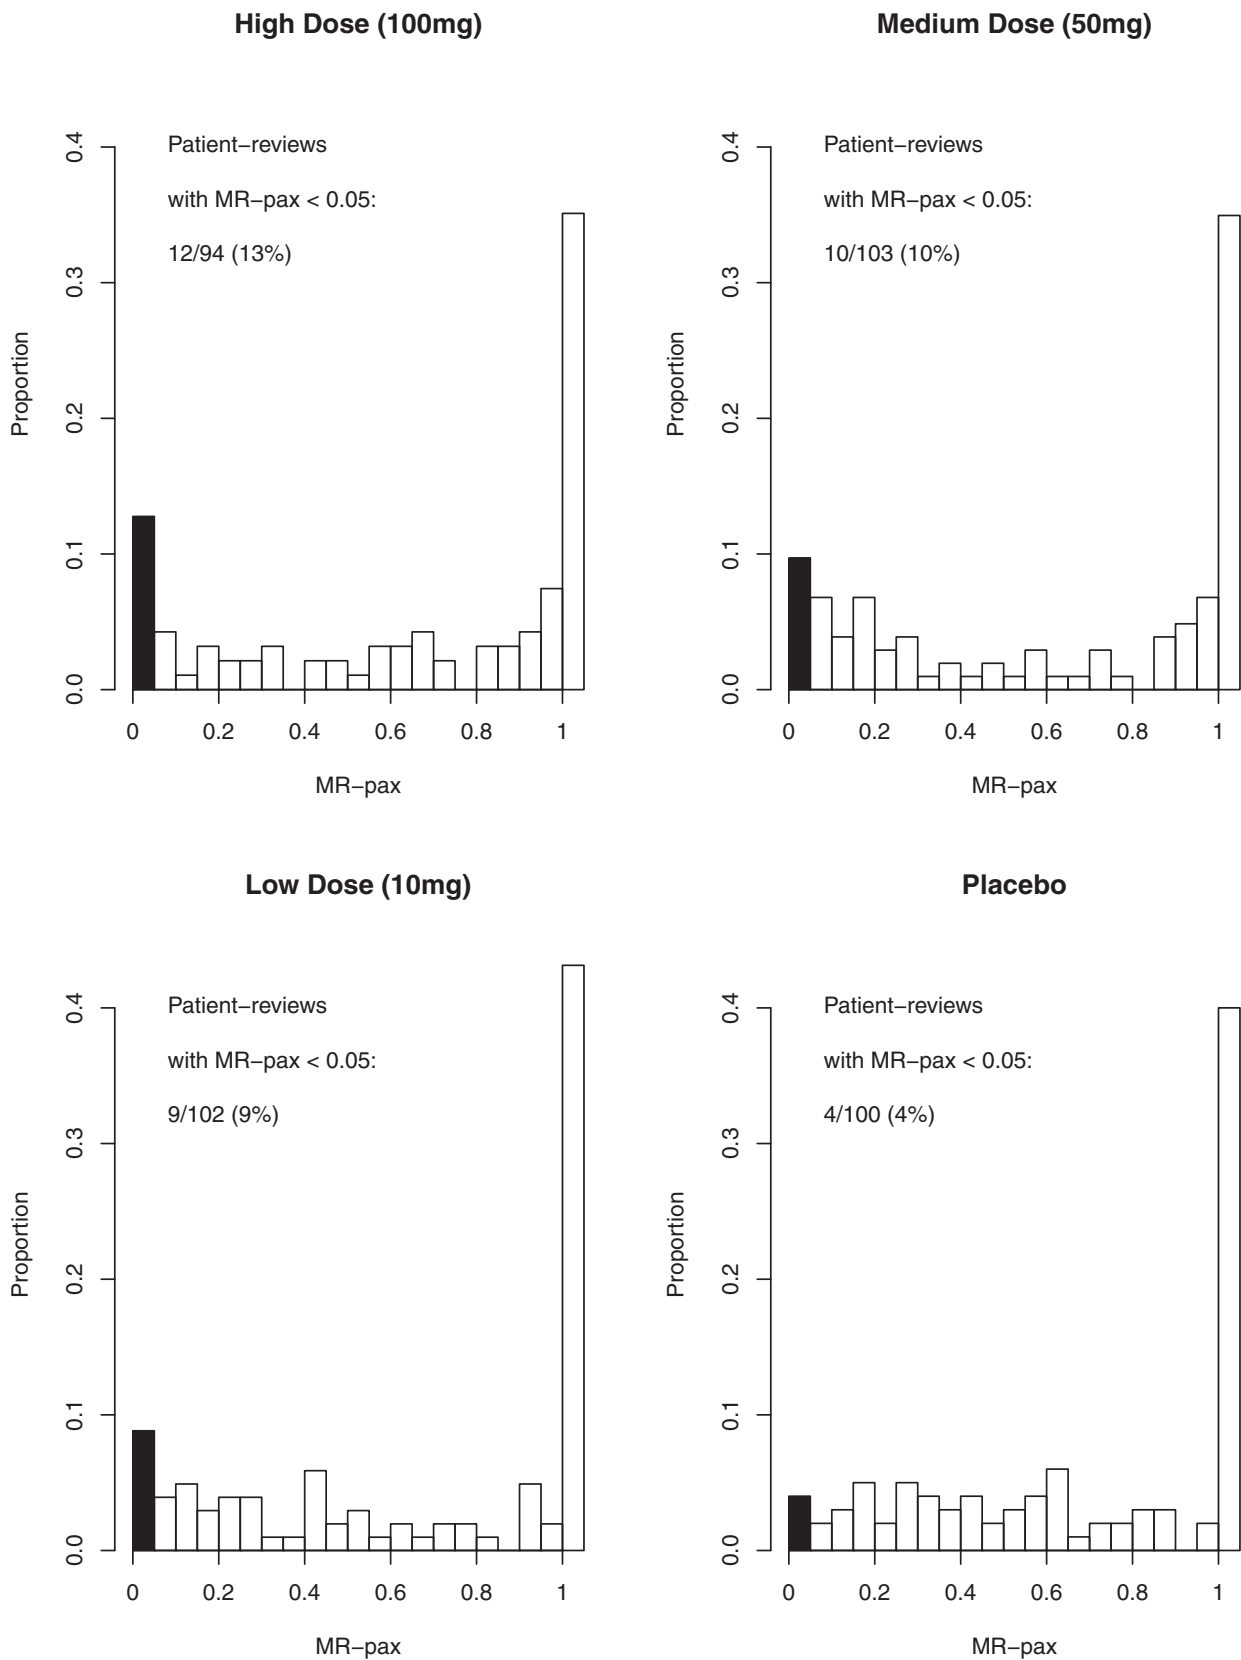 High Dose (100mg)
Patient−reviews
with MR−pax < 0.05:
12/94 (13%)
Proportion
0.0
0.1
0.2
0.3
0.4
0
0.2
0.4
0.6
0.8
1
MR−pax
Medium Dose (50mg)
Patient−reviews
with MR−pax < 0.05:
10/103 (10%)
Proportion
0.0
0.1
0.2
0.3
0.4
0
0.2
0.4
0.6
0.8
1
MR−pax
Low Dose (10mg)
Patient−reviews
with MR−pax < 0.05:
9/102 (9%)
Proportion
0.0
0.1
0.2
0.3
0.4
0
0.2
0.4
0.6
0.8
1
MR−pax
Placebo
Patient−reviews
with MR−pax < 0.05:
4/100 (4%)
Proportion
0.0
0.1
0.2
0.3
0.4
0
0.2
0.4
0.6
0.8
1
MR−pax